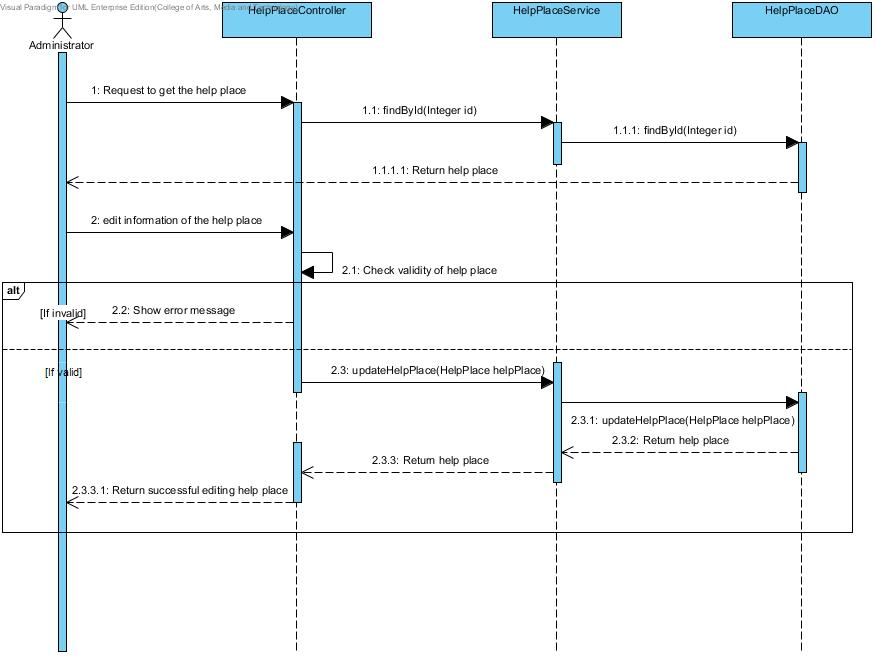 Visual Paradigm for UML Enterprise Edition(College of Arts, Media and
HelpPlaceController
HelpPlaceService
HelpPlaceDAO
Administrator
1: Request to get the help place
1.1: findById(Integer id)
1.1.1: findById(Integer id)
1.1.1.1: Return help place
2: edit information of the help place
2.1: Check validity of help place
alt
2.2: Show error message
[If invalid]
[If valid]
2.3: updateHelpPlace(HelpPlace helpPlace)
2.3.1: updateHelpPlace(HelpPlace helpPlace)
2.3.2: Return help place
2.3.3: Return help place
2.3.3.1: Return successful editing help place